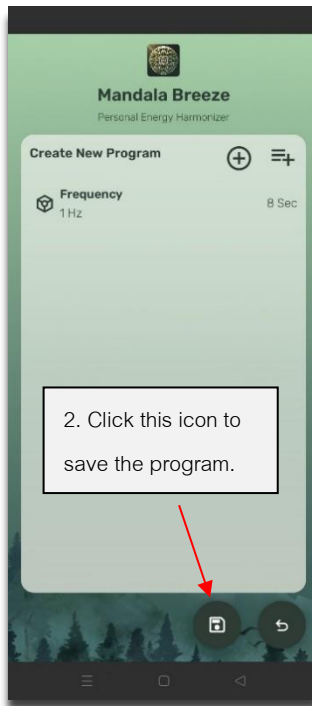 Mandala Breeze
Personal Energy Harmonizer
Create New Program
Frequency
1 Hz
8 Sec
2. Click this icon to
save the program.